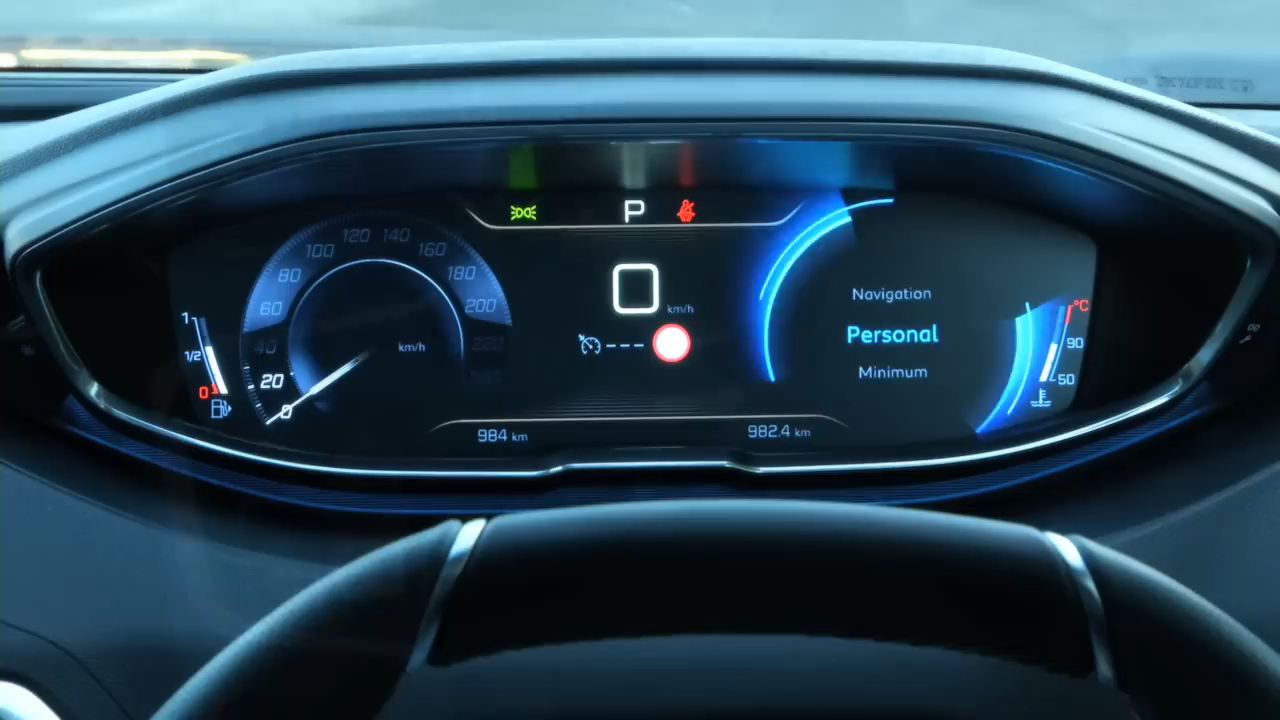 P
120 140
100 160
80 180
60 200
40 220
20
0
km/h
1
1/2
0
0 km/h
---
Navigation
Personal
Minimum
°C
90
50
984 km
982.4 km